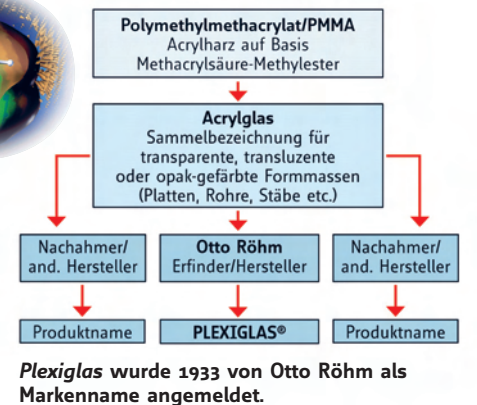 Polymethylmethacrylat/PMMA
Acrylharz auf Basis
Methacrylsäure-Methylester
Acrylglas
Sammelbezeichnung für
transparente, transluzente
oder opak-gefärbte Formmassen
(Platten, Rohre, Stäbe etc.)
Nachahmer/
and. Hersteller
Otto Röhm
Erfinder/Hersteller
Nachahmer/
and. Hersteller
Produktname
PLEXIGLAS®
Produktname
Plexiglas wurde 1933 von Otto Röhm als
Markenname angemeldet.